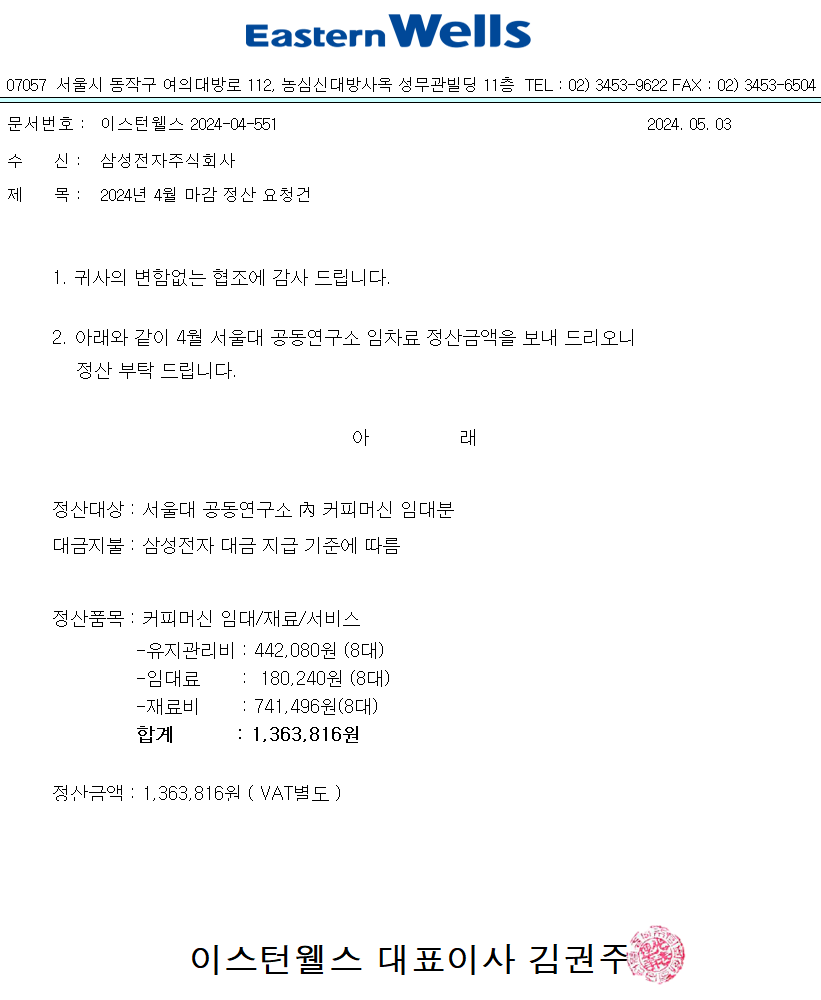 Eastern Wells
07057 서울시 동작구 여의대방로 112, 농심신대방사옥 성무관빌딩 11층 TEL : 02) 3453-9622 FAX : 02) 3453-6504
문서번호 : 이스턴웰스 2024-04-551 2024. 05. 03
수 신 : 삼성전자주식회사
제 목 : 2024년 4월 마감 정산 요청건
1. 귀사의 변함없는 협조에 감사 드립니다.
2. 아래와 같이 4월 서울대 공동연구소 임차료 정산금액을 보내 드리오니
정산 부탁 드립니다.
아 래
정산대상 : 서울대 공동연구소 內 커피머신 임대분
대금지불 : 삼성전자 대금 지급 기준에 따름
정산품목 : 커피머신 임대/재료/서비스
-유지관리비 : 442,080원 (8대)
-임대료 : 180,240원 (8대)
-재료비 : 741,496원(8대)
합계 : 1,363,816원
정산금액 : 1,363,816원 ( VAT별도 )
이스턴웰스 대표이사 김권주